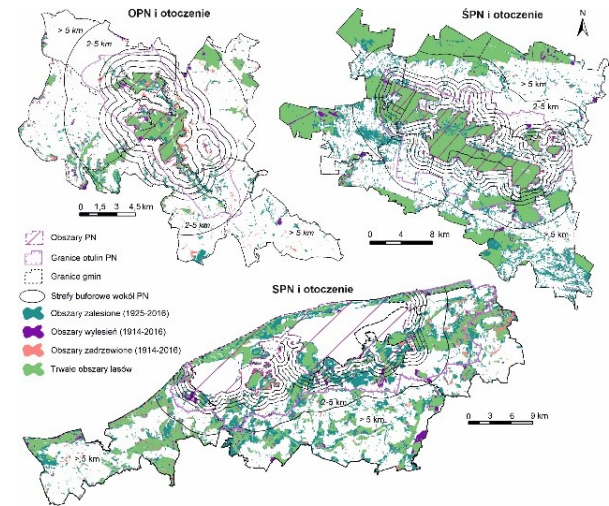 OPN i otoczenie
> 5 km
2-5 km
2-5 km
> 5 km
0 1,5 3 4,5 km
ŚPN i otoczenie
N
> 5 km
2-5 km
> 5 km
0 4 8 km
Obszary PN
Granice otulin PN
Granice gmin
Strefy buforowe wokół PN
Obszary zalesione (1925-2016)
Obszary wylesień (1914-2016)
Obszary zadrzewione (1914-2016)
Trwałe obszary lasów
SPN i otoczenie
2-5 km
> 5 km
> 5 km
0 3 6 9 km